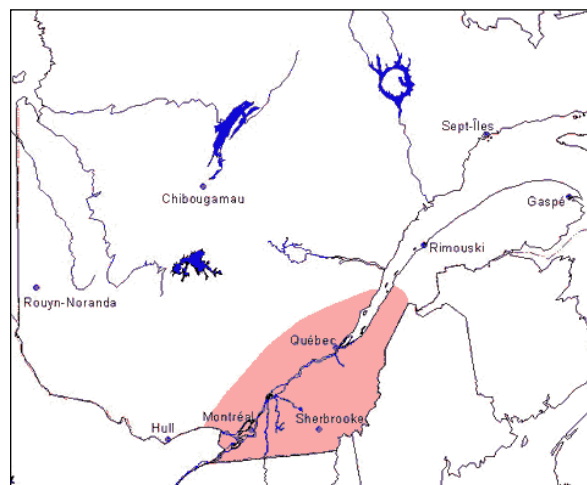 Sept-Îles
Chibougamau
Gaspé
Rimouski
Rouyn-Noranda
Québec
Montréal
Sherbrooke
Hull